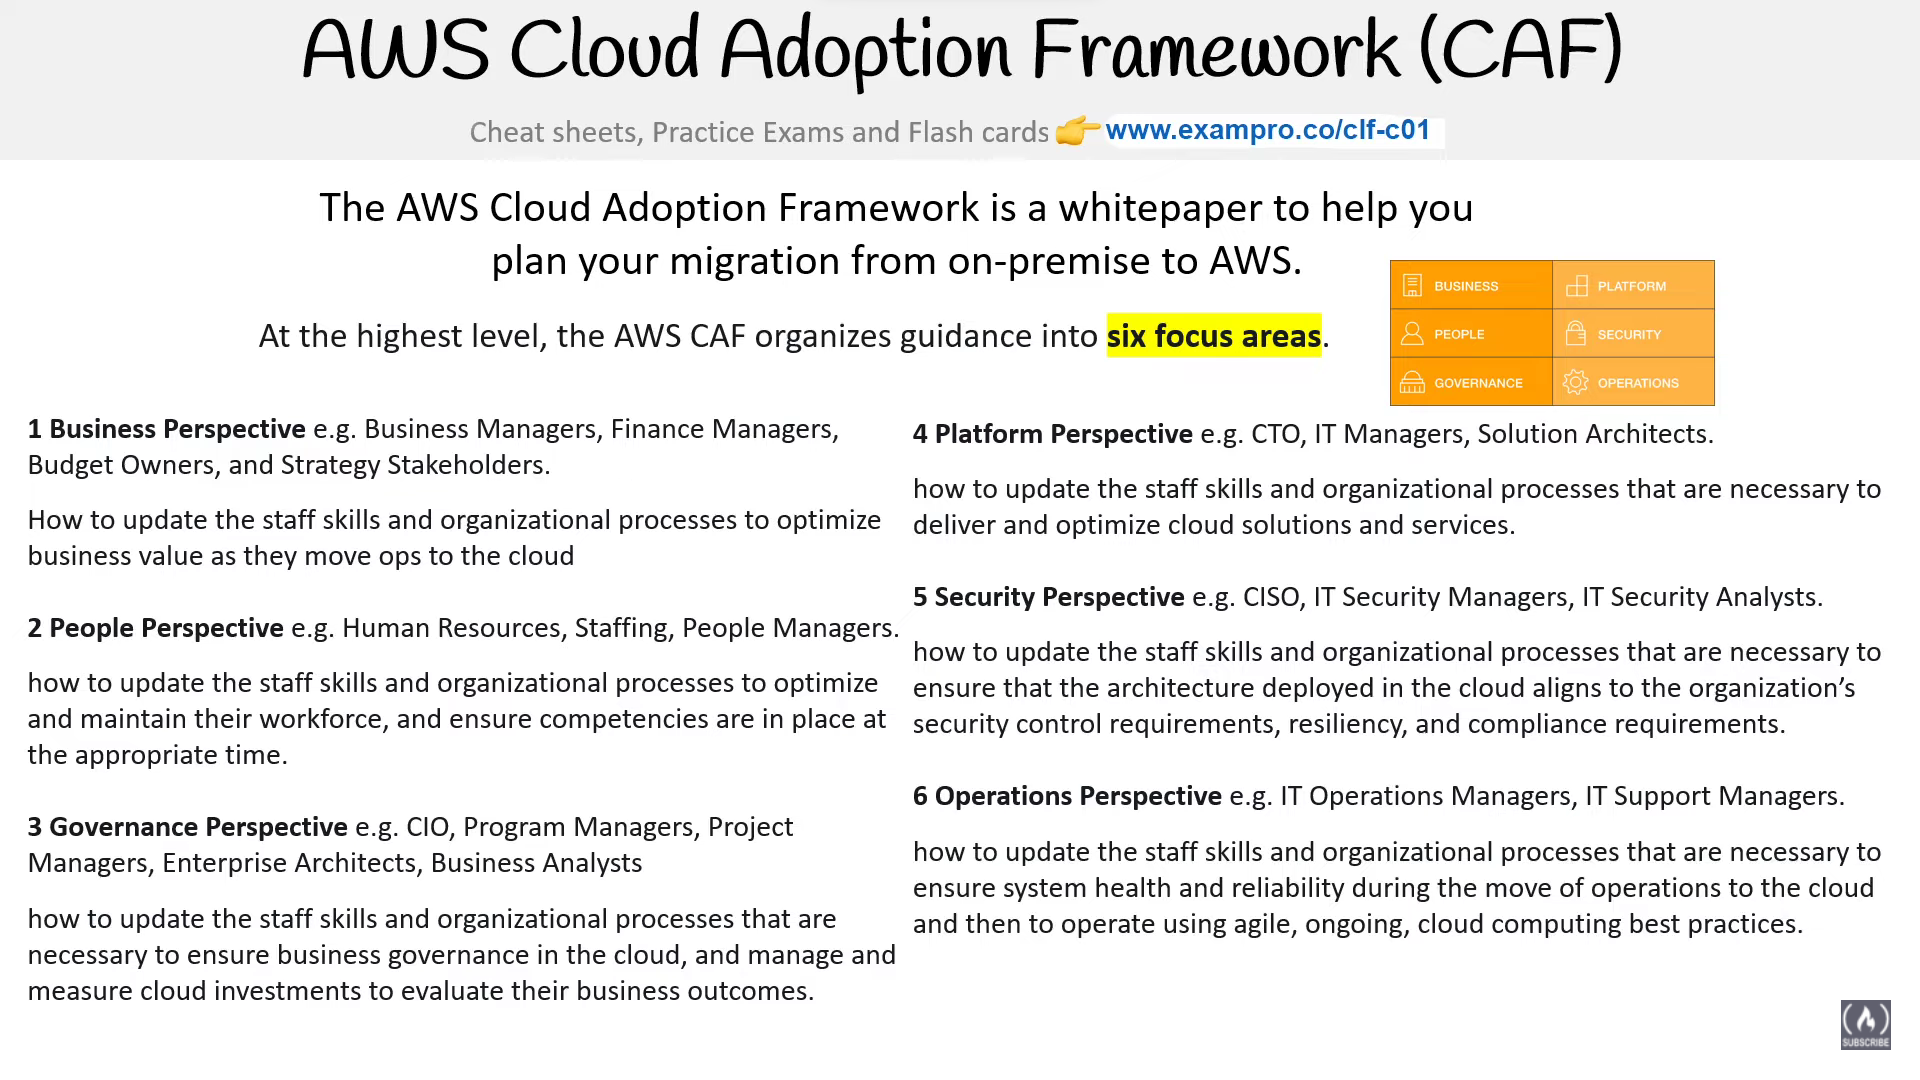 AWS Cloud Adoption Framework (CAF)
Cheat sheets, Practice Exams and Flash cards 👉 www.exampro.co/clf-c01
The AWS Cloud Adoption Framework is a whitepaper to help you
plan your migration from on-premise to AWS.
At the highest level, the AWS CAF organizes guidance into six focus areas.
BUSINESS
PLATFORM
PEOPLE
SECURITY
GOVERNANCE
OPERATIONS
1 Business Perspective e.g. Business Managers, Finance Managers,
Budget Owners, and Strategy Stakeholders.
How to update the staff skills and organizational processes to optimize
business value as they move ops to the cloud
2 People Perspective e.g. Human Resources, Staffing, People Managers.
how to update the staff skills and organizational processes to optimize
and maintain their workforce, and ensure competencies are in place at
the appropriate time.
3 Governance Perspective e.g. CIO, Program Managers, Project
Managers, Enterprise Architects, Business Analysts
how to update the staff skills and organizational processes that are
necessary to ensure business governance in the cloud, and manage and
measure cloud investments to evaluate their business outcomes.
4 Platform Perspective e.g. CTO, IT Managers, Solution Architects.
how to update the staff skills and organizational processes that are necessary to
deliver and optimize cloud solutions and services.
5 Security Perspective e.g. CISO, IT Security Managers, IT Security Analysts.
how to update the staff skills and organizational processes that are necessary to
ensure that the architecture deployed in the cloud aligns to the organization’s
security control requirements, resiliency, and compliance requirements.
6 Operations Perspective e.g. IT Operations Managers, IT Support Managers.
how to update the staff skills and organizational processes that are necessary to
ensure system health and reliability during the move of operations to the cloud
and then to operate using agile, ongoing, cloud computing best practices.
SUBSCRIBE